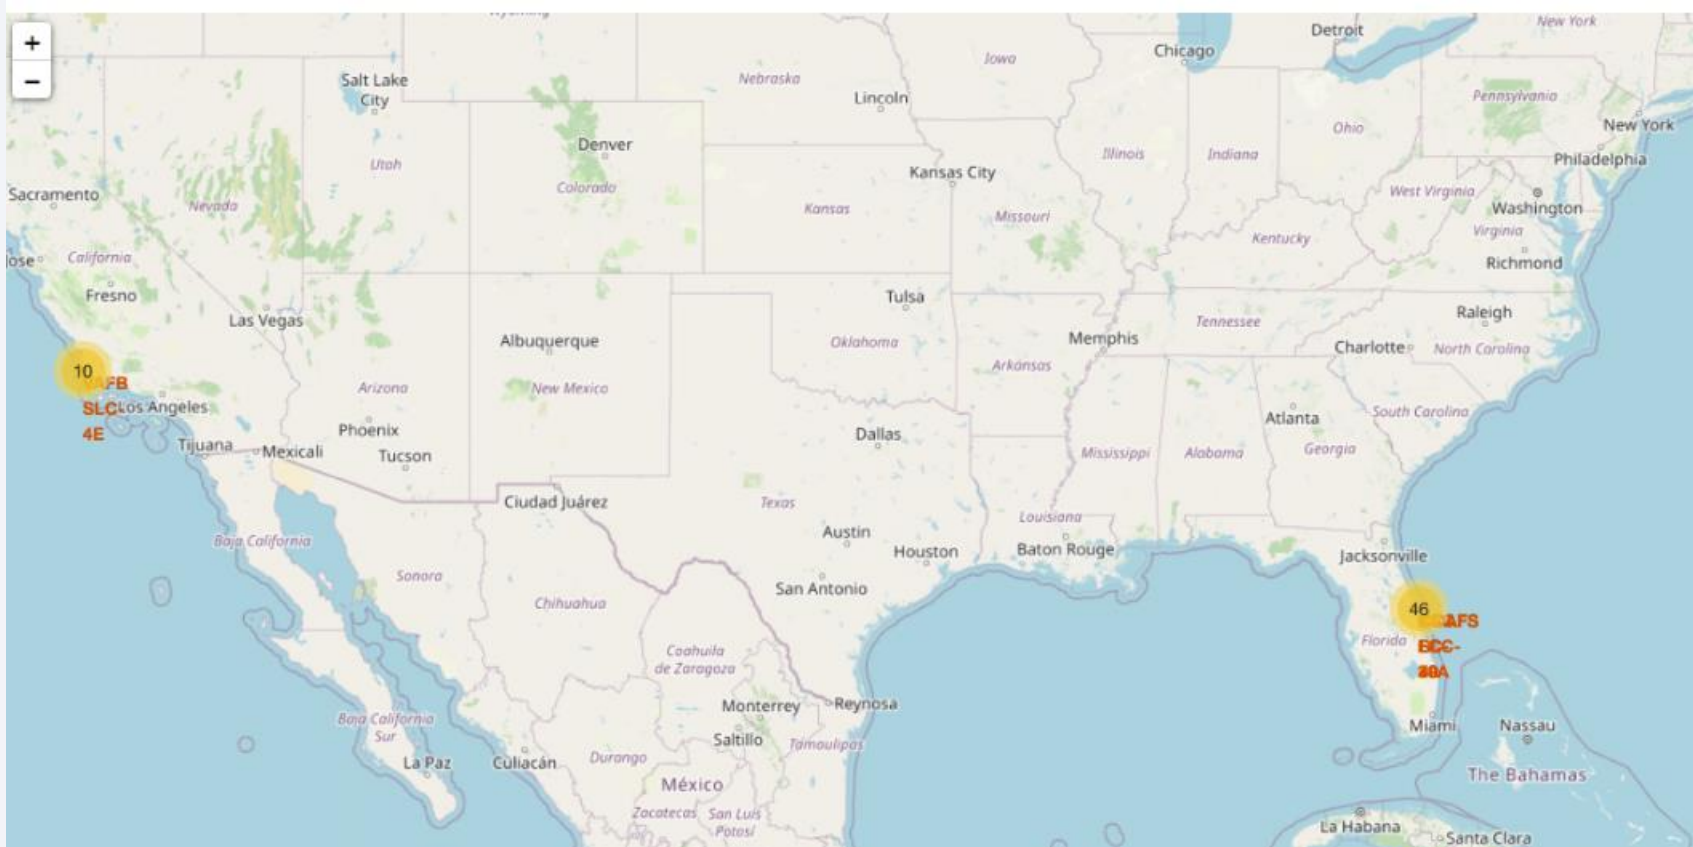 Wyoming
Detroit
New York
+
Chicago
Iowa
Salt Lake
City
Nebraska
Lincoln
Pennsylvania
−
New York
Ohio
Denver
Illinois
Indiana
Philadelphia
Utah
Kansas City
Colorado
West Virginia
Sacramento
Nevada
Kansas
Missouri
Washington
Virginia
Kentucky
ose
California
Richmond
Fresno
Tulsa
Las Vegas
Raleigh
Tennessee
Albuquerque
Oklahoma
Memphis
Charlotte
North Carolina
Arkansas
10
AFB
Arizona
New Mexico
SLC-
Los Angeles
South Carolina
4E
Phoenix
Dallas
Atlanta
Tijuana
Mexicali
Tucson
Mississippi
Alabama
Georgia
Ciudad Juárez
Texas
Louisiana
Austin
Baja California
Houston
Baton Rouge
Jacksonville
Sonora
San Antonio
Chihuahua
46
AFS
Florida
Coahuila
de Zaragoza
Monterrey
Reynosa
Baja California
Sur
Saltillo
Tamaulipas
Miami
Nassau
La Paz
Culiacán
Durango
México
The Bahamas
Zacatecas
San Luis
Potosí
La Habana
Santa Clara